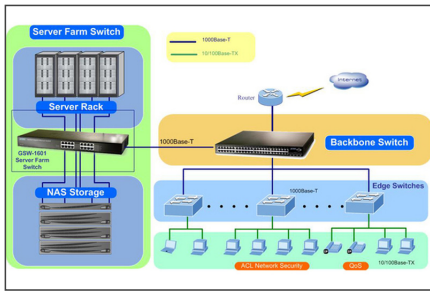 Server Farm Switch
1000Base-T
10/100Base-TX
Internet
Router
Server Rack
1000Base-T
Backbone Switch
GSW-1601
Server Farm
Switch
NAS Storage
1000Base-T
Edge Switches
ACL Network Security
QoS
10/100Base-TX